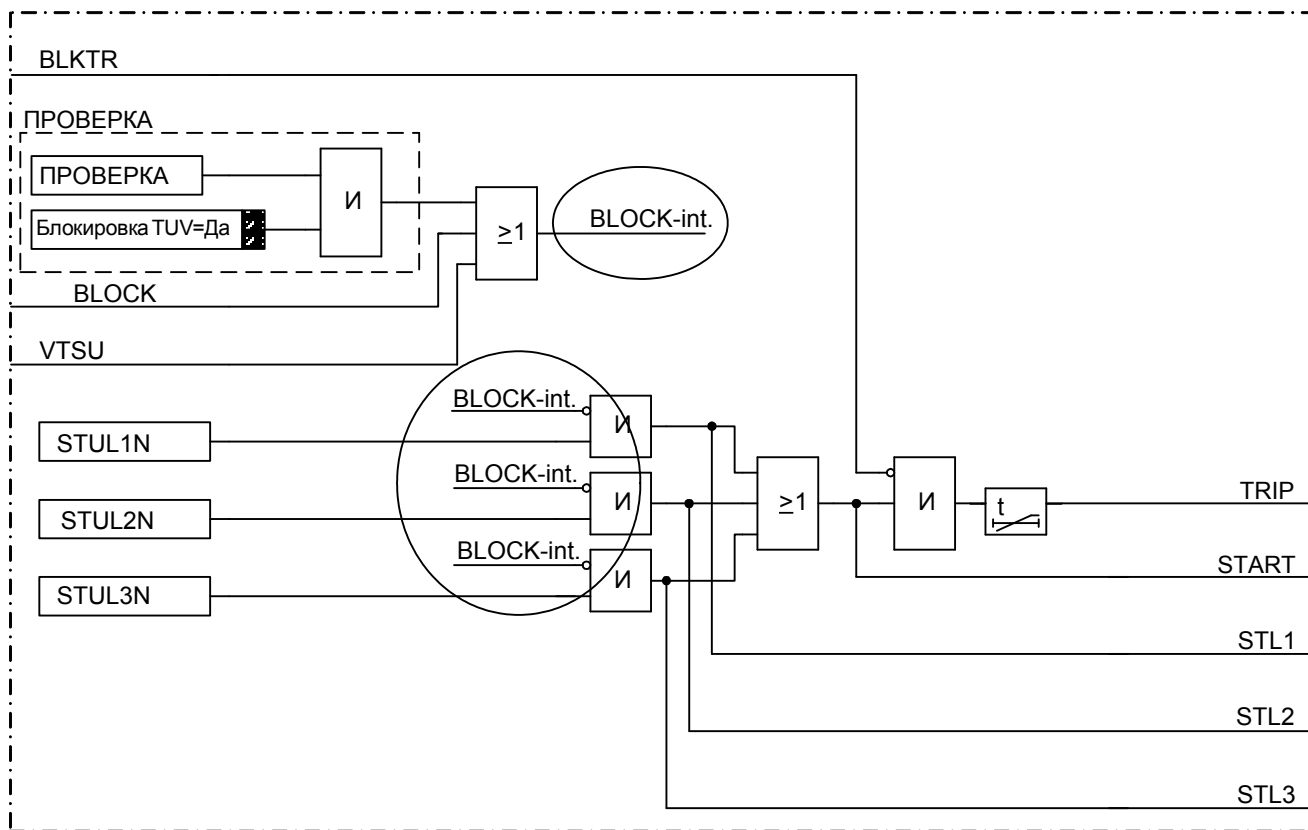 BLKTR
ПРОВЕРКА
ПРОВЕРКА
И
Блокировка TUV=Да
≥1
BLOCK-int.
BLOCK
VTSU
BLOCK-int.
И
STUL1N
BLOCK-int.
И
STUL2N
BLOCK-int.
И
STUL3N
≥1
И
t
TRIP
START
STL1
STL2
STL3